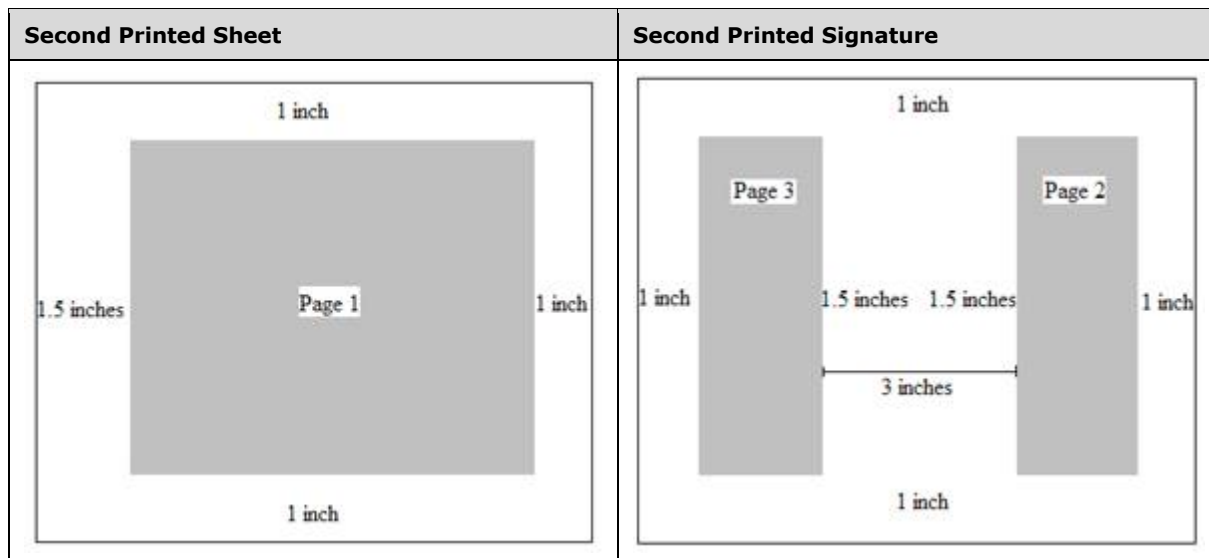 Second Printed Sheet
Second Printed Signature
1 inch
Page 1
1.5 inches
1 inch
1 inch
1 inch
Page 3
Page 2
1 inch
1.5 inches
1.5 inches
1 inch
3 inches
1 inch